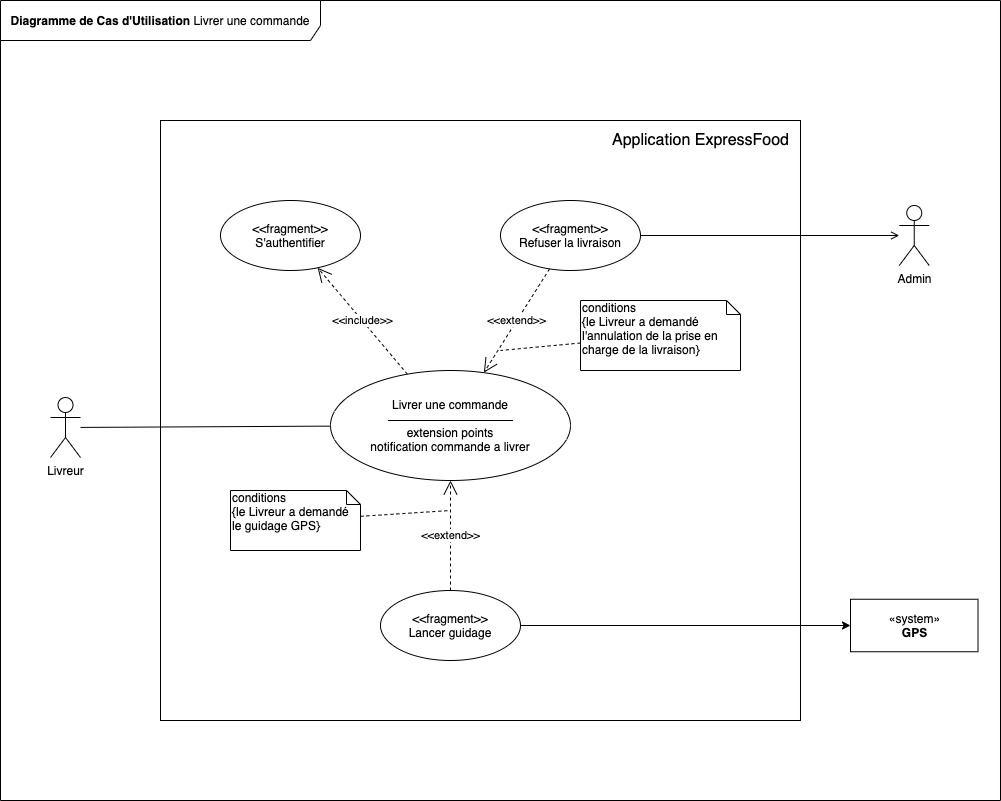 Diagramme de Cas d'Utilisation Livrer une commande
Application ExpressFood
<<fragment>>
S'authentifier
<<fragment>>
Refuser la livraison
Admin
<<include>>
<<extend>>
conditions
{le Livreur a demandé
l'annulation de la prise en
charge de la livraison}
Livrer une commande
extension points
notification commande a livrer
Livreur
conditions
{le Livreur a demandé
le guidage GPS}
<<extend>>
<<fragment>>
Lancer guidage
«system»
GPS